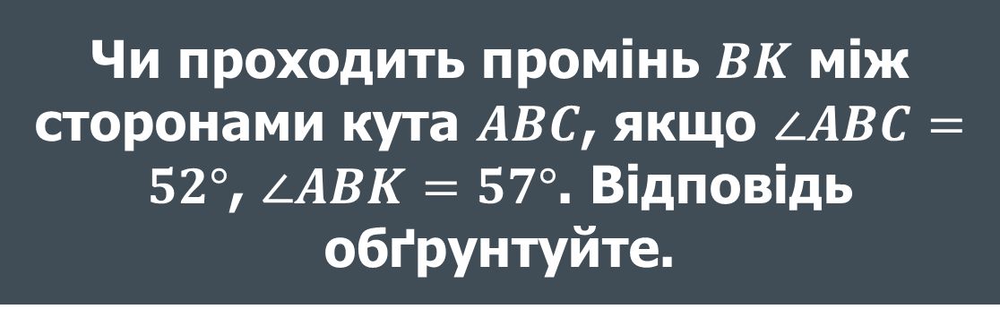 Чи проходить промінь BK між
сторонами кута ABC, якщо ∠ABC =
52°, ∠ABK = 57°. Відповідь
обґрунтуйте.